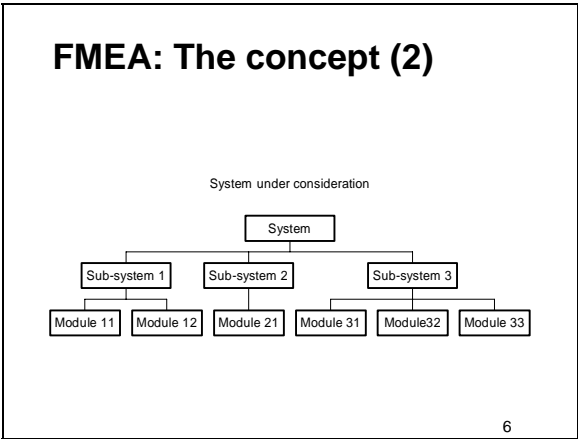 FMEA: The concept (2)
System under consideration
System
Sub-system 1 Sub-system 2 Sub-system 3
Module 11 Module 12 Module 21 Module 31 Module32 Module 33
6